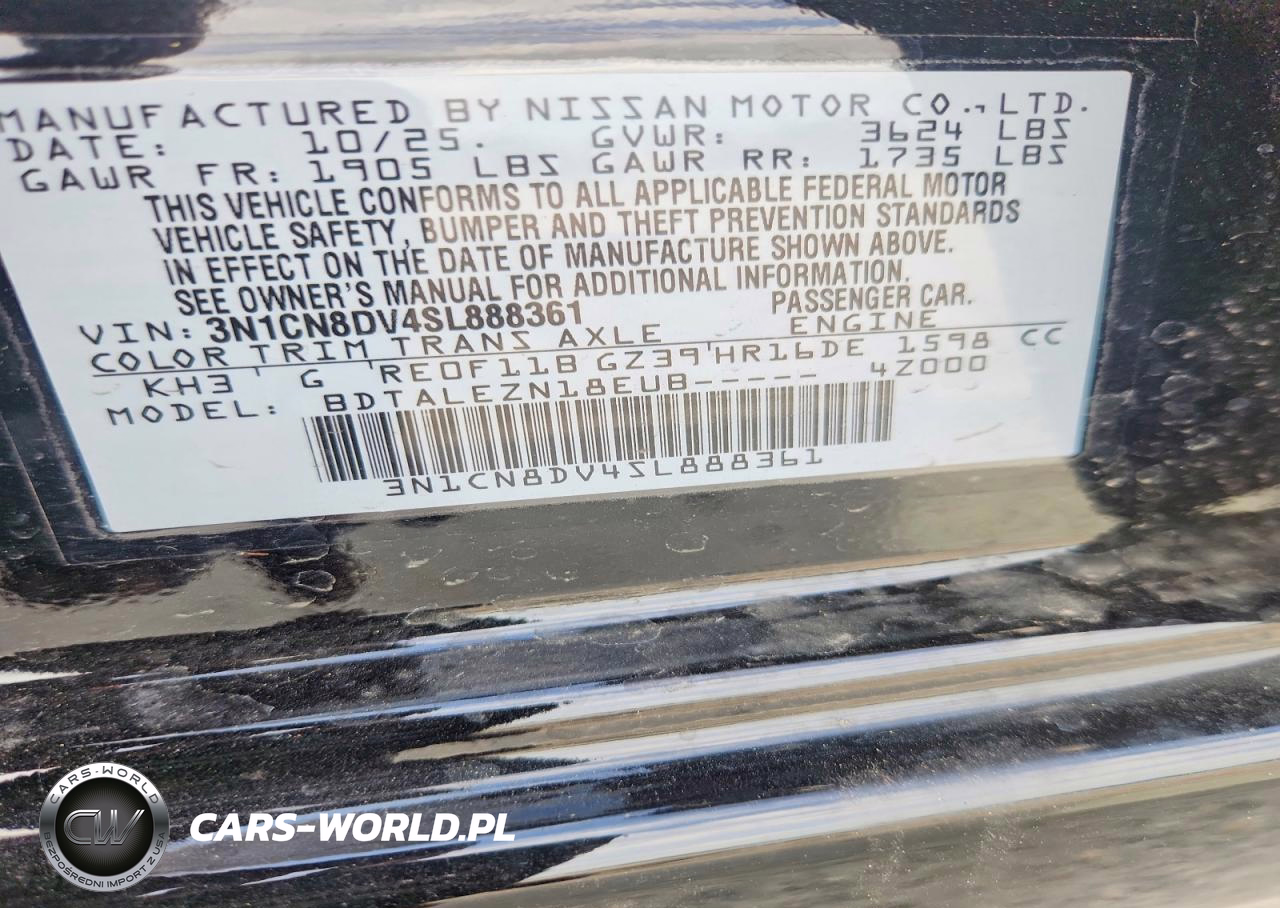 MANUFACTURED BY NISSAN MOTOR CO.,LTD.
DATE: 10/25. GVWR: 3624 LBS
GAWR FR: 1905 LBS GAWR RR: 1735 LBS
THIS VEHICLE CONFORMS TO ALL APPLICABLE FEDERAL MOTOR
VEHICLE SAFETY, BUMPER AND THEFT PREVENTION STANDARDS
IN EFFECT ON THE DATE OF MANUFACTURE SHOWN ABOVE.
SEE OWNER'S MANUAL FOR ADDITIONAL INFORMATION.
VIN: 3N1CN8DV4SL888361 PASSENGER CAR.
COLOR TRIM TRANS AXLE ENGINE
KH3 G RE0F11B GZ39 HR16DE 1598 CC
MODEL: BDTALEZN18EUB----- 4Z000
3N1CN8DV4SL888361
CARS-WORLD
CW
BEZPOŚREDNI IMPORT Z USA
CARS-WORLD.PL